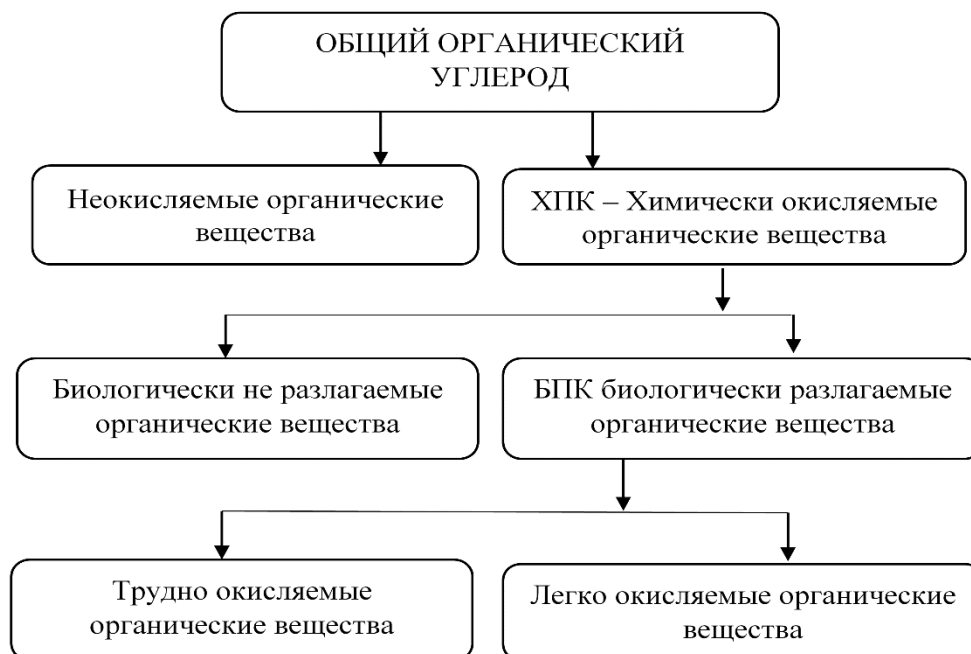 ОБЩИЙ ОРГАНИЧЕСКИЙ
УГЛЕРОД
Неокисляемые органические
вещества
ХПК – Химически окисляемые
органические вещества
Биологически не разлагаемые
органические вещества
БПК биологически разлагаемые
органические вещества
Трудно окисляемые
органические вещества
Легко окисляемые органические
вещества